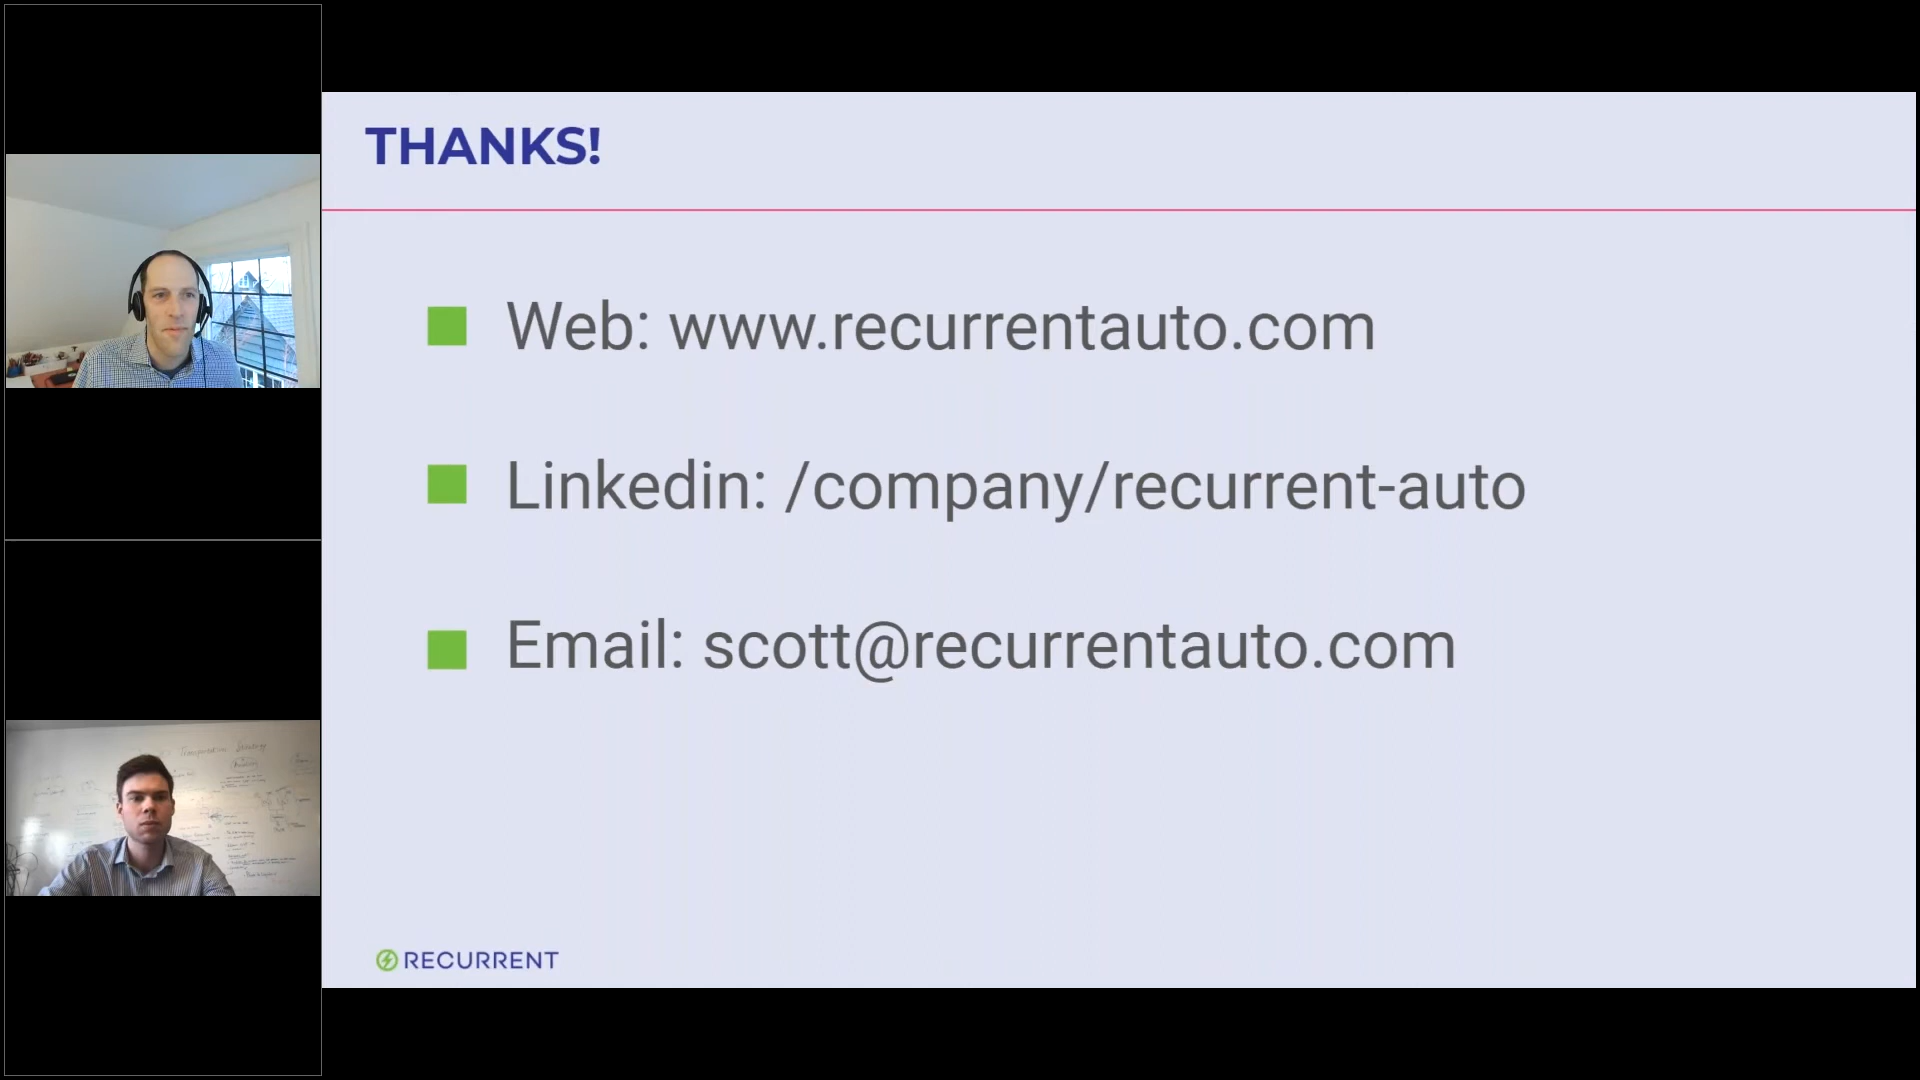 THANKS!
Web: www.recurrentauto.com
Linkedin: /company/recurrent-auto
Email: scott@recurrentauto.com
RECURRENT